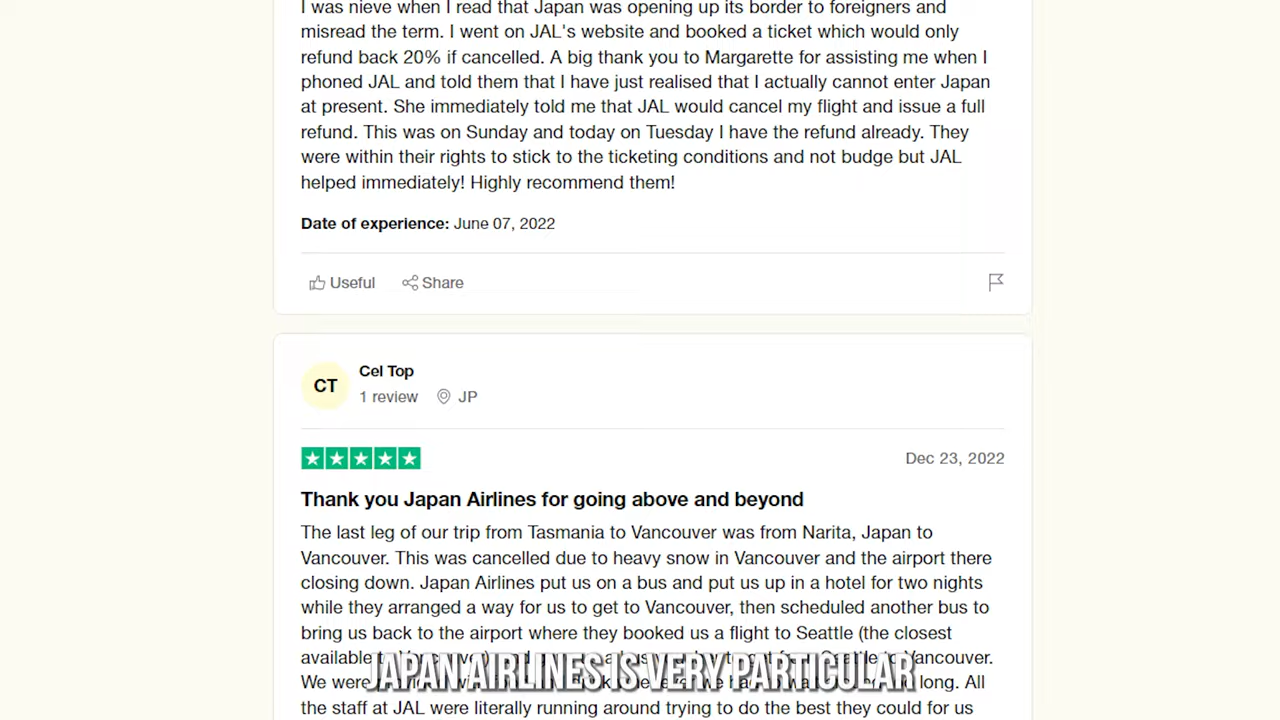 I was nieve when I read that Japan was opening up its border to foreigners and
misread the term. I went on JAL's website and booked a ticket which would only
refund back 20% if cancelled. A big thank you to Margarette for assisting me when I
phoned JAL and told them that I have just realised that I actually cannot enter Japan
at present. She immediately told me that JAL would cancel my flight and issue a full
refund. This was on Sunday and today on Tuesday I have the refund already. They
were within their rights to stick to the ticketing conditions and not budge but JAL
helped immediately! Highly recommend them!
Date of experience: June 07, 2022
Useful Share
CT
Cel Top
1 review JP
Dec 23, 2022
Thank you Japan Airlines for going above and beyond
The last leg of our trip from Tasmania to Vancouver was from Narita, Japan to
Vancouver. This was cancelled due to heavy snow in Vancouver and the airport there
closing down. Japan Airlines put us on a bus and put us up in a hotel for two nights
while they arranged a way for us to get to Vancouver, then scheduled another bus to
bring us back to the airport where they booked us a flight to Seattle (the closest
available Vancouver.
JAPAN AIRLINES IS VERY PARTICULAR
We were long. All
the staff at JAL were literally running around trying to do the best they could for us